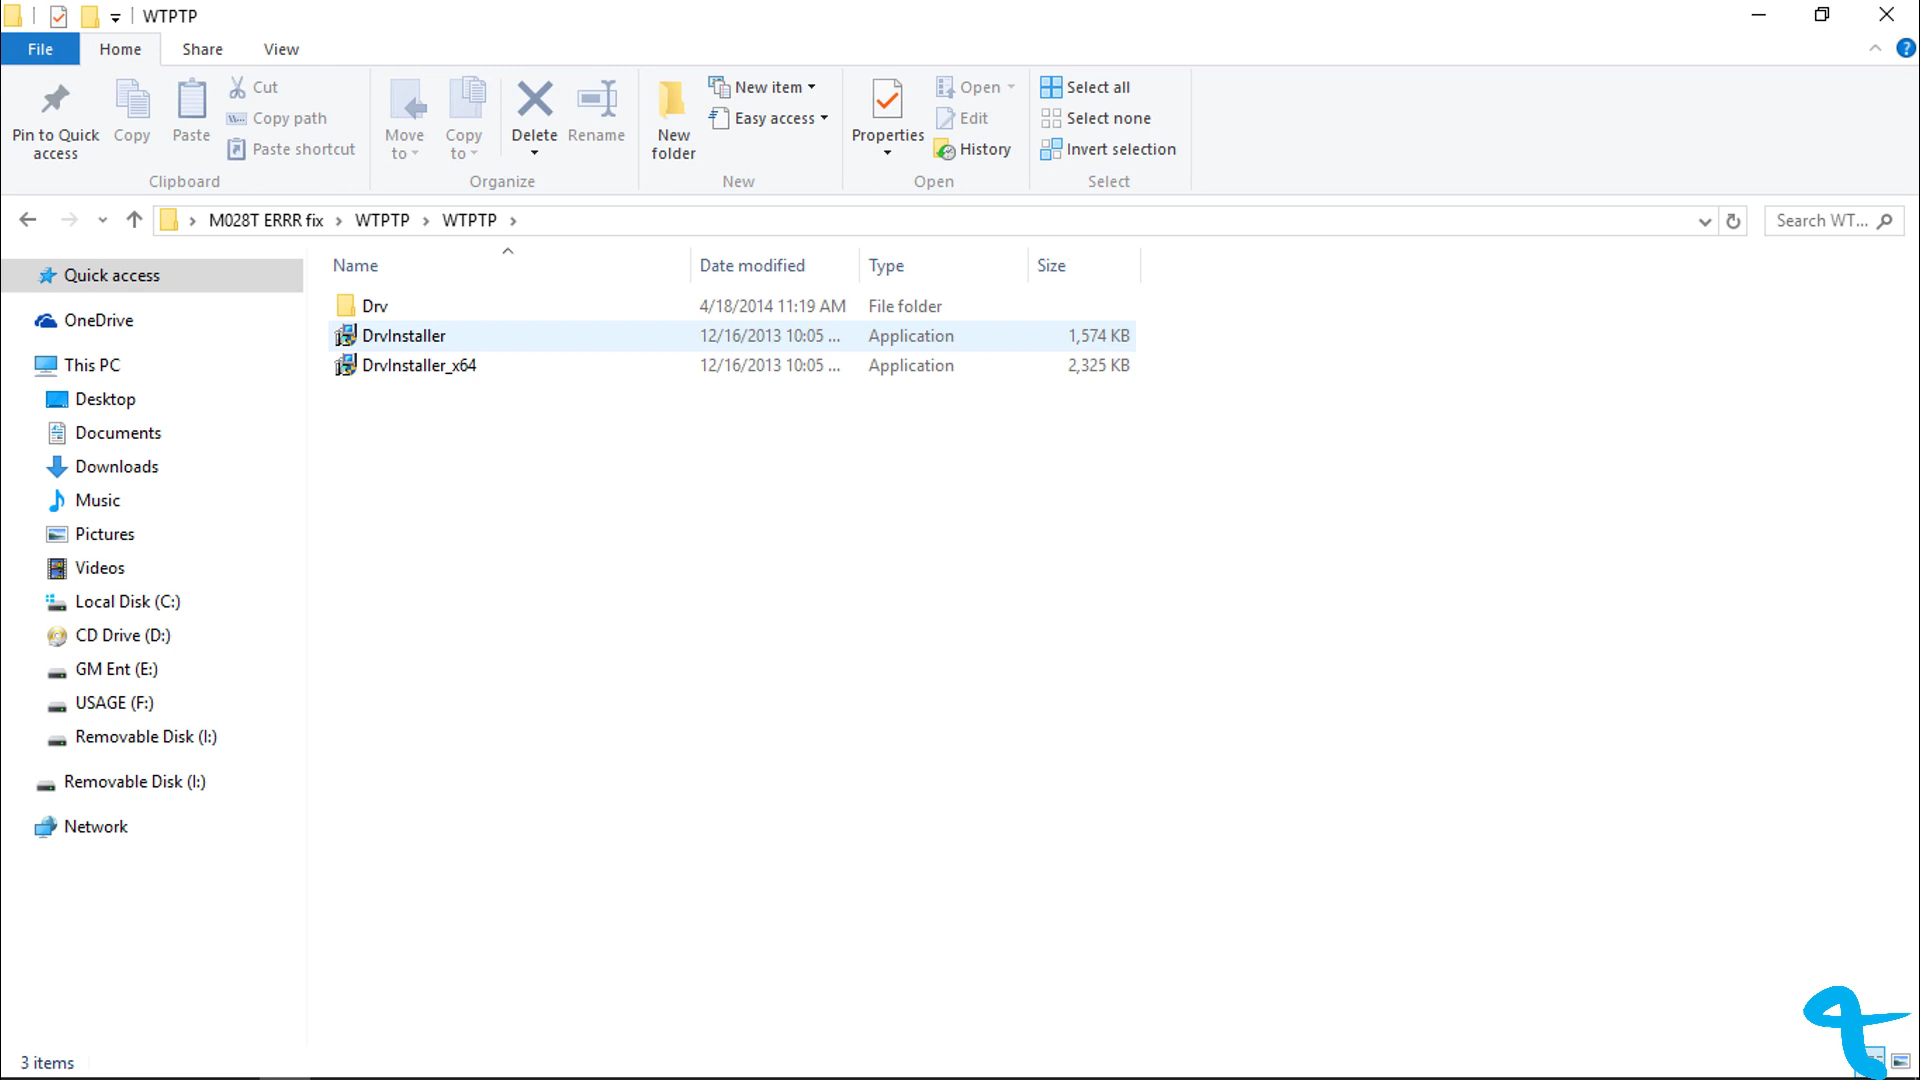 WTPTP
File Home Share View
Pin to Quick access
Copy
Paste
Cut
Copy path
Paste shortcut
Clipboard
Move to
Copy to
Delete
Rename
Organize
New folder
New item
Easy access
New
Properties
Open
Edit
History
Open
Select all
Select none
Invert selection
Select
M028T ERRR fix > WTPTP > WTPTP >
Search WT...
Name Date modified Type Size
Drv 4/18/2014 11:19 AM File folder
DrvInstaller 12/16/2013 10:05 ... Application 1,574 KB
DrvInstaller_x64 12/16/2013 10:05 ... Application 2,325 KB
Quick access
OneDrive
This PC
Desktop
Documents
Downloads
Music
Pictures
Videos
Local Disk (C:)
CD Drive (D:)
GM Ent (E:)
USAGE (F:)
Removable Disk (I:)
Removable Disk (I:)
Network
3 items